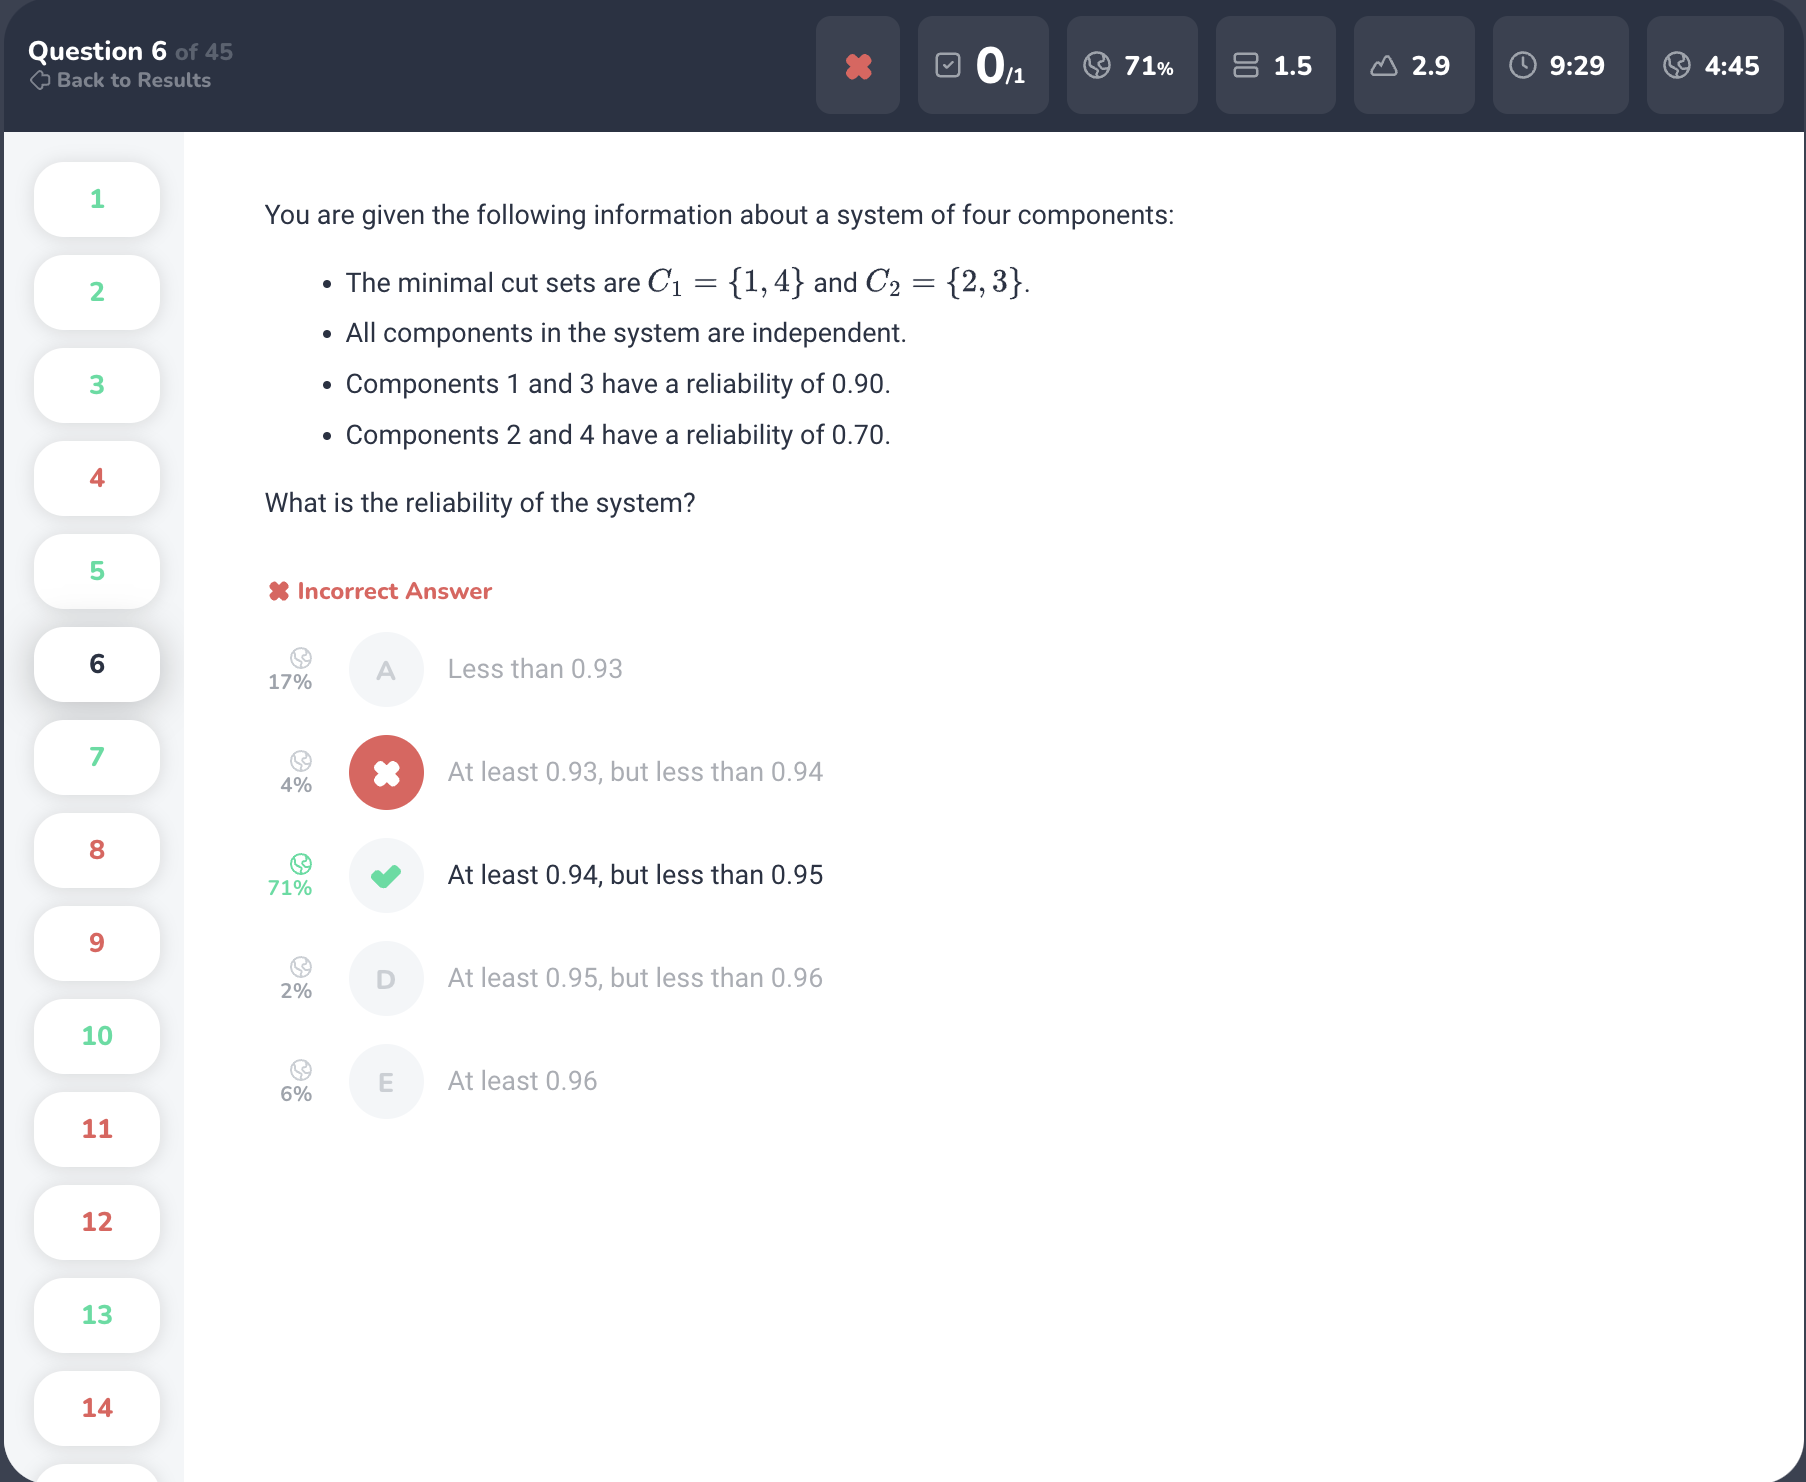 Question 6 of 45
Back to Results
0/1
71%
1.5
2.9
9:29
4:45
1
2
3
4
5
6
7
8
9
10
11
12
13
14
You are given the following information about a system of four components:
• The minimal cut sets are C₁ = {1, 4} and C₂ = {2, 3}.
• All components in the system are independent.
• Components 1 and 3 have a reliability of 0.90.
• Components 2 and 4 have a reliability of 0.70.
What is the reliability of the system?
Incorrect Answer
17% A Less than 0.93
4% At least 0.93, but less than 0.94
71% At least 0.94, but less than 0.95
2% D At least 0.95, but less than 0.96
6% E At least 0.96